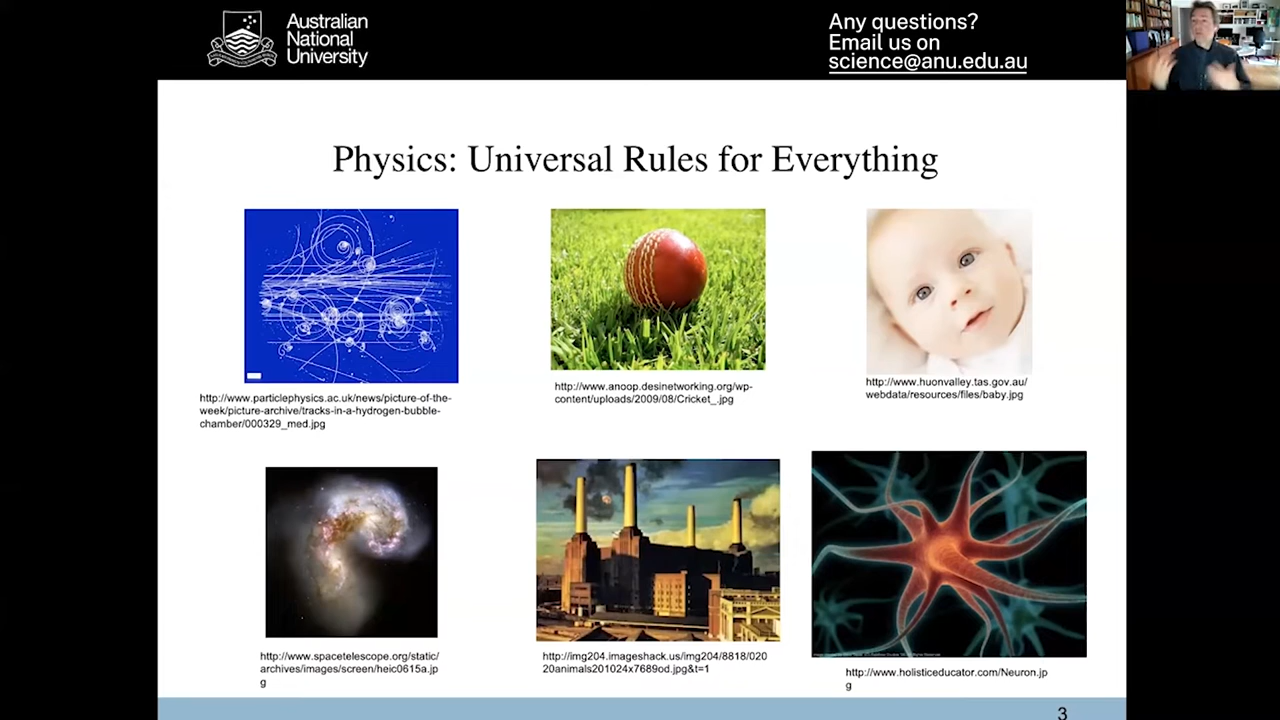 Australian
National
University
Any questions?
Email us on
science@anu.edu.au
Physics: Universal Rules for Everything
http://www.particlephysics.ac.uk/news/picture-of-the-
week/picture-archive/tracks-in-a-hydrogen-bubble-
chamber/000329_med.jpg
http://www.anoop.desinetworking.org/wp-
content/uploads/2009/08/Cricket_.jpg
http://www.huonvalley.tas.gov.au/
webdata/resources/files/baby.jpg
http://www.spacetelescope.org/static/
archives/images/screen/heic0615a.jp
g
http://img204.imageshack.us/img204/8818/020
20animals201024x7689od.jpg&t=1
http://www.holisticeducator.com/Neuron.jp
g
3